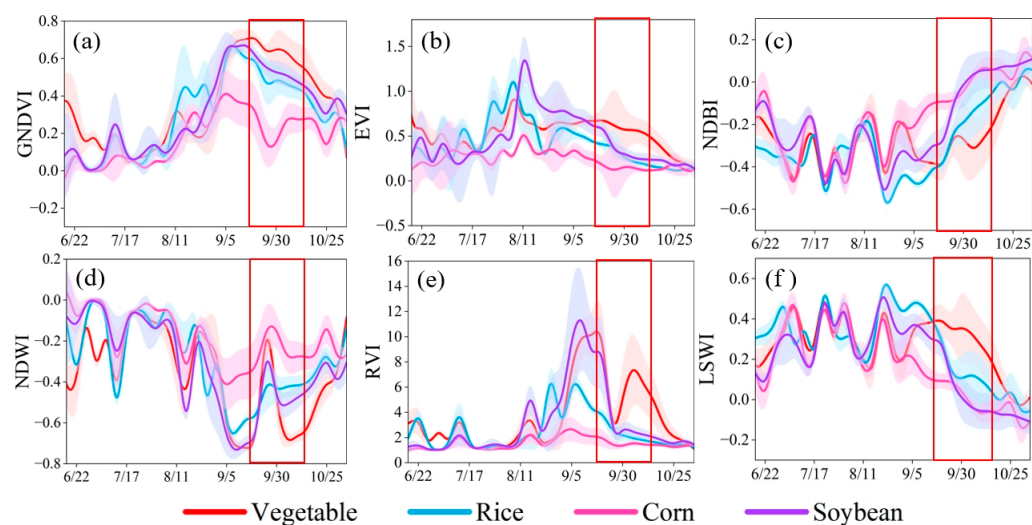 (a)
GNDVI
0.8
0.6
0.4
0.2
0.0
−0.2
6/22 7/17 8/11 9/5 9/30 10/25
(b)
EVI
1.5
1.0
0.5
0.0
−0.5
6/22 7/17 8/11 9/5 9/30 10/25
(c)
NDBI
0.2
0.0
−0.2
−0.4
−0.6
6/22 7/17 8/11 9/5 9/30 10/25
(d)
NDWI
0.2
0.0
−0.2
−0.4
−0.6
−0.8
6/22 7/17 8/11 9/5 9/30 10/25
(e)
RVI
16
14
12
10
8
6
4
2
0
6/22 7/17 8/11 9/5 9/30 10/25
(f)
LSWI
0.6
0.4
0.2
0.0
−0.2
6/22 7/17 8/11 9/5 9/30 10/25
Vegetable Rice Corn Soybean